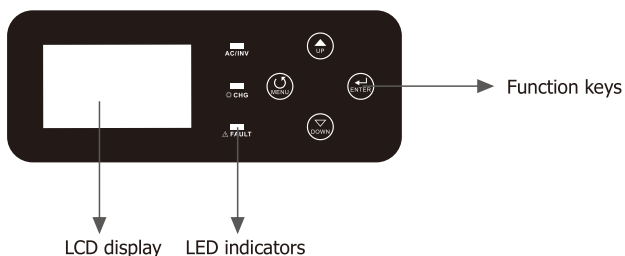 AC/INV
UP
CHG
MENU
ENTER
Function keys
FAULT
DOWN
LCD display
LED indicators